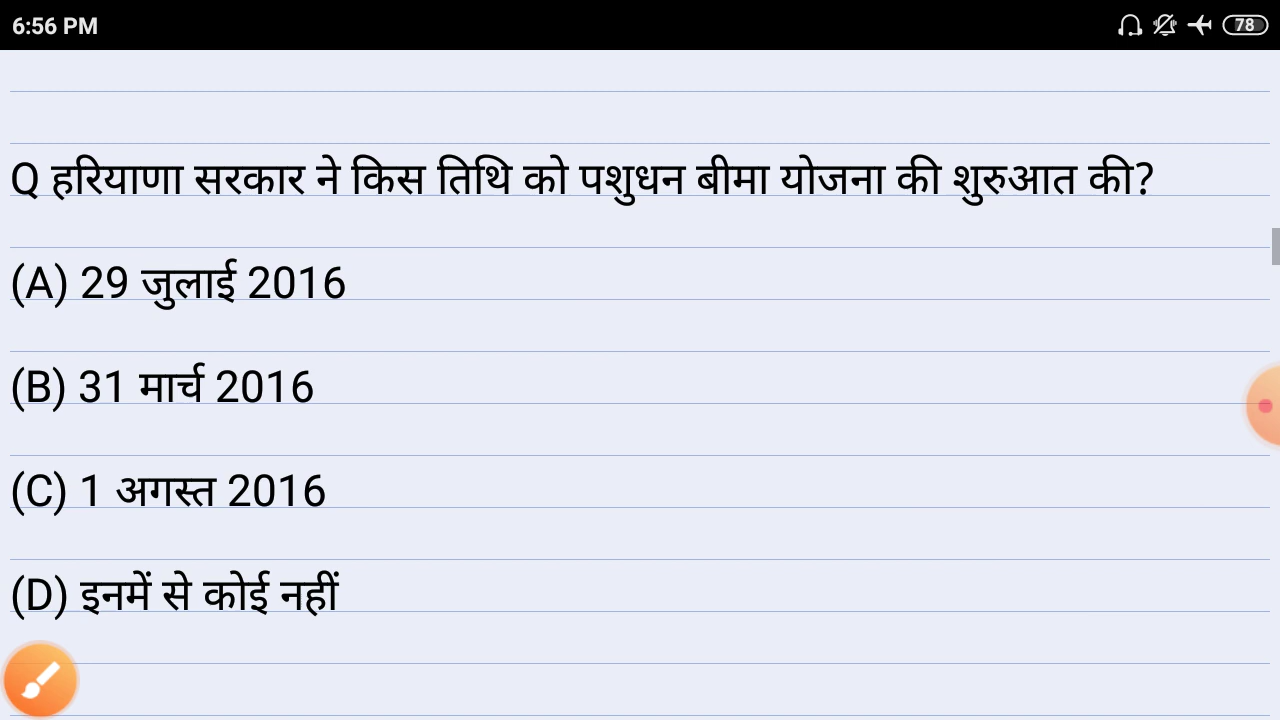 6:56 PM
78
Q हरियाणा सरकार ने किस तिथि को पशुधन बीमा योजना की शुरुआत की?
(A) 29 जुलाई 2016
(B) 31 मार्च 2016
(C) 1 अगस्त 2016
(D) इनमें से कोई नहीं